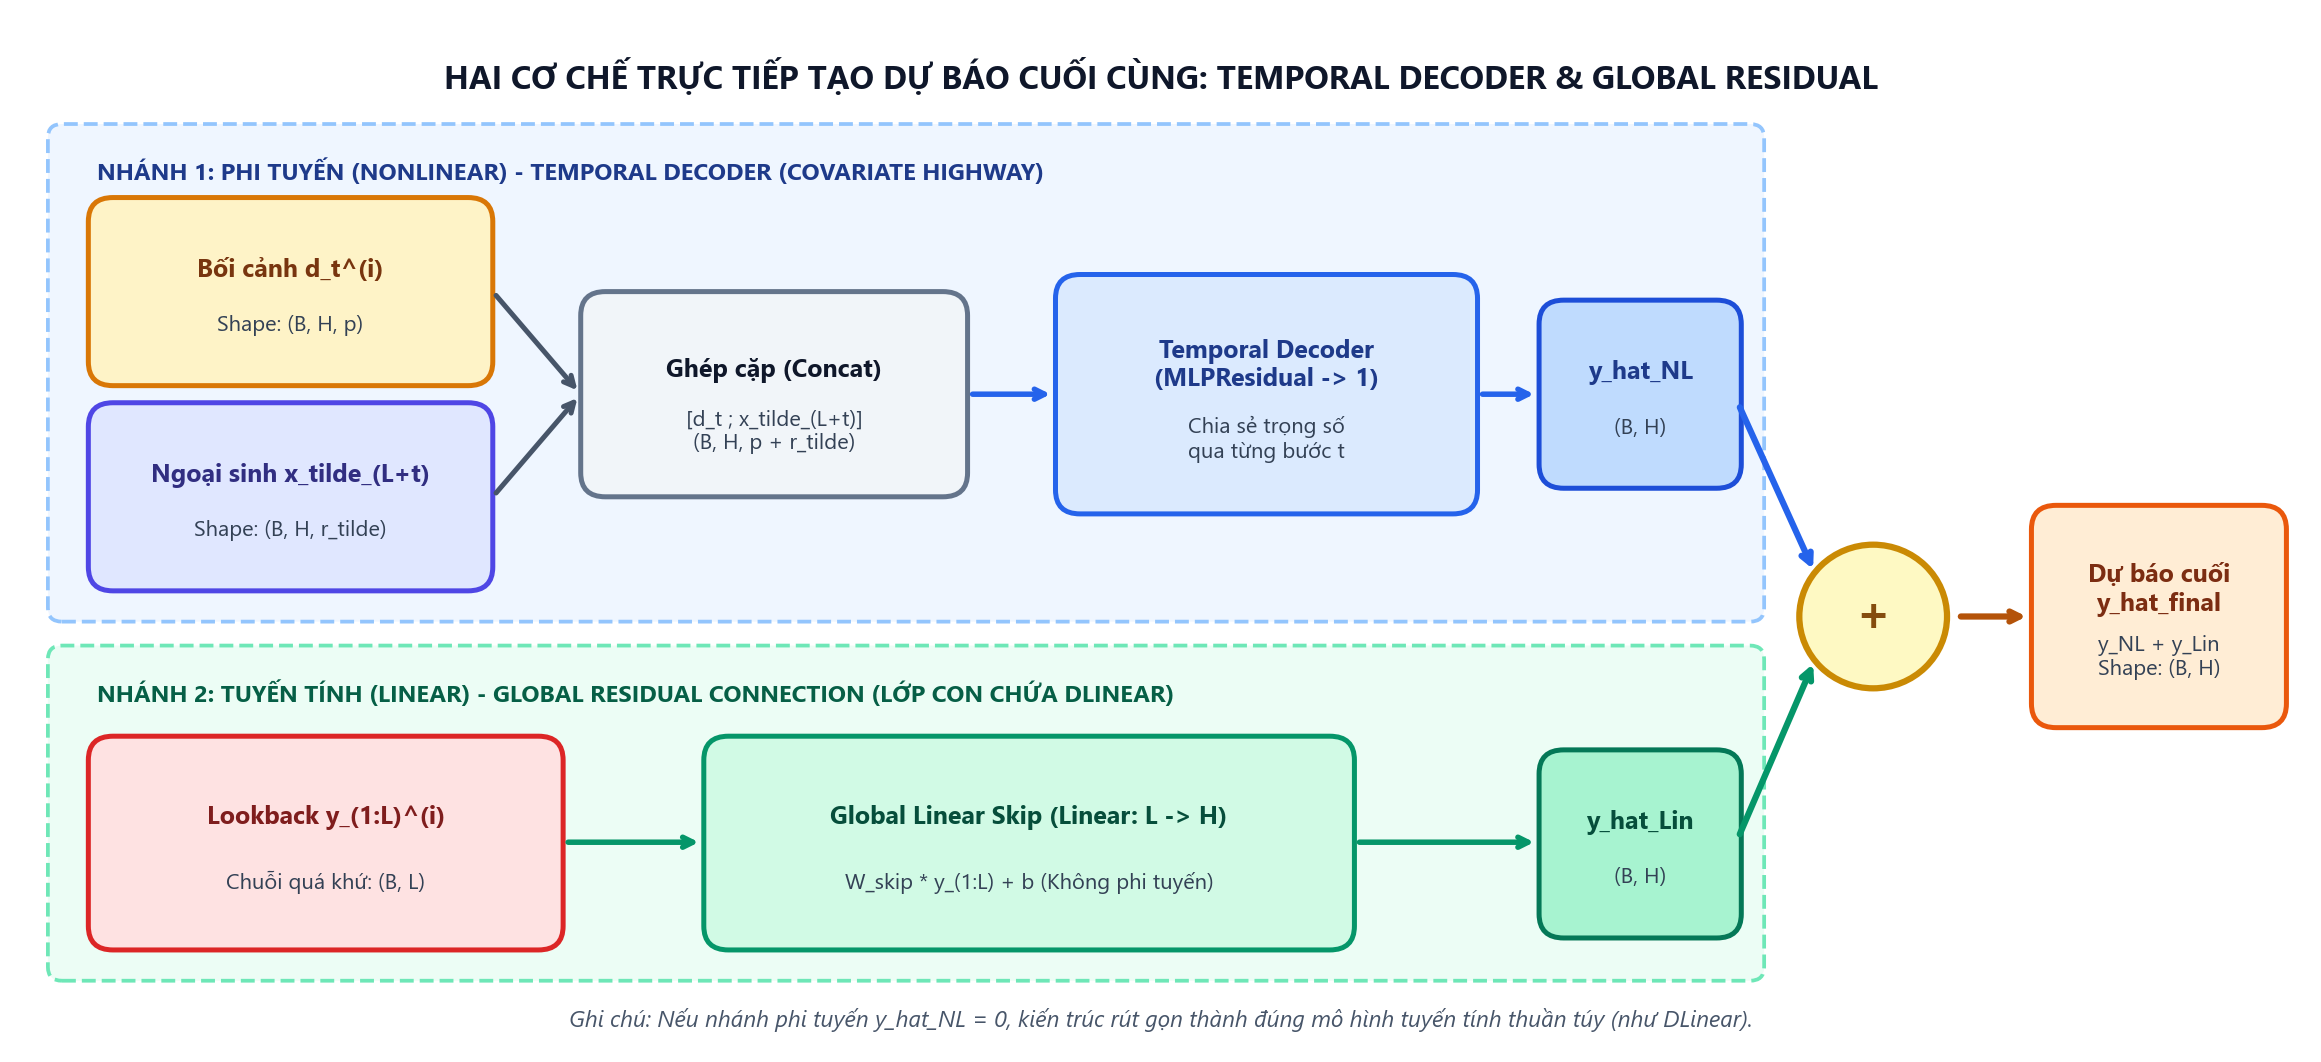 HAI CƠ CHẾ TRỰC TIẾP TẠO DỰ BÁO CUỐI CÙNG: TEMPORAL DECODER & GLOBAL RESIDUAL
NHÁNH 1: PHI TUYẾN (NONLINEAR) - TEMPORAL DECODER (COVARIATE HIGHWAY)
Bối cảnh d_t^(i)
Shape: (B, H, p)
Ngoại sinh x_tilde_(L+t)
Shape: (B, H, r_tilde)
Ghép cặp (Concat)
[d_t ; x_tilde_(L+t)]
(B, H, p + r_tilde)
Temporal Decoder
(MLPResidual -> 1)
Chia sẻ trọng số
qua từng bước t
y_hat_NL
(B, H)
NHÁNH 2: TUYẾN TÍNH (LINEAR) - GLOBAL RESIDUAL CONNECTION (LỚP CON CHỨA DLINEAR)
Lookback y_(1:L)^(i)
Chuỗi quá khứ: (B, L)
Global Linear Skip (Linear: L -> H)
W_skip * y_(1:L) + b (Không phi tuyến)
y_hat_Lin
(B, H)
+
Dự báo cuối
y_hat_final
y_NL + y_Lin
Shape: (B, H)
Ghi chú: Nếu nhánh phi tuyến y_hat_NL = 0, kiến trúc rút gọn thành đúng mô hình tuyến tính thuần túy (như DLinear).